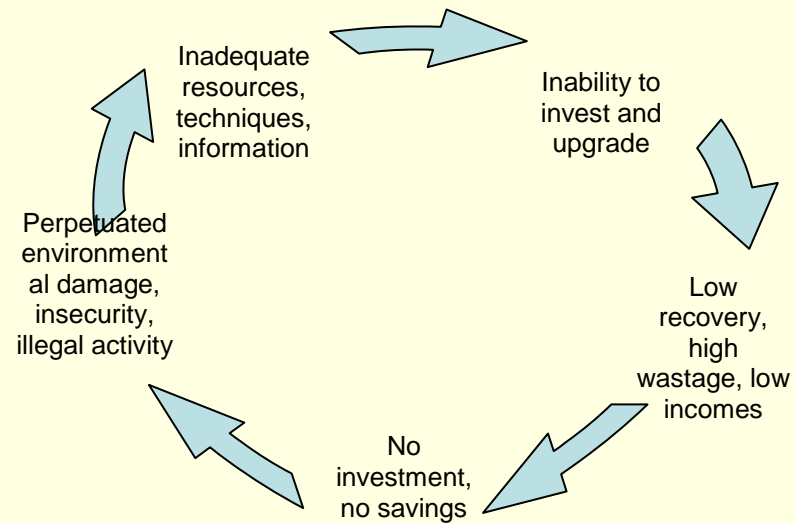 Inadequate
resources,
techniques,
information
Inability to
invest and
upgrade
Low
recovery,
high
wastage, low
incomes
No
investment,
no savings
Perpetuated
environment
al damage,
insecurity,
illegal activity